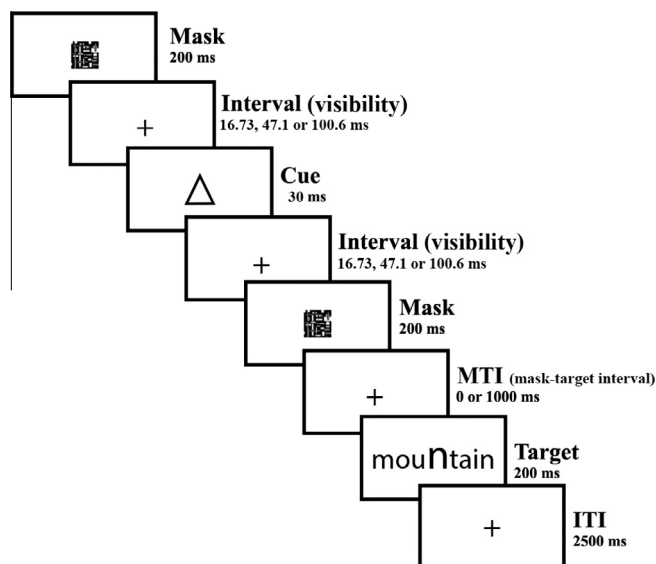 Mask
200 ms
Interval (visibility)
16.73, 47.1 or 100.6 ms
Cue
30 ms
Interval (visibility)
16.73, 47.1 or 100.6 ms
Mask
200 ms
MTI (mask-target interval)
0 or 1000 ms
mountain
Target
200 ms
ITI
2500 ms